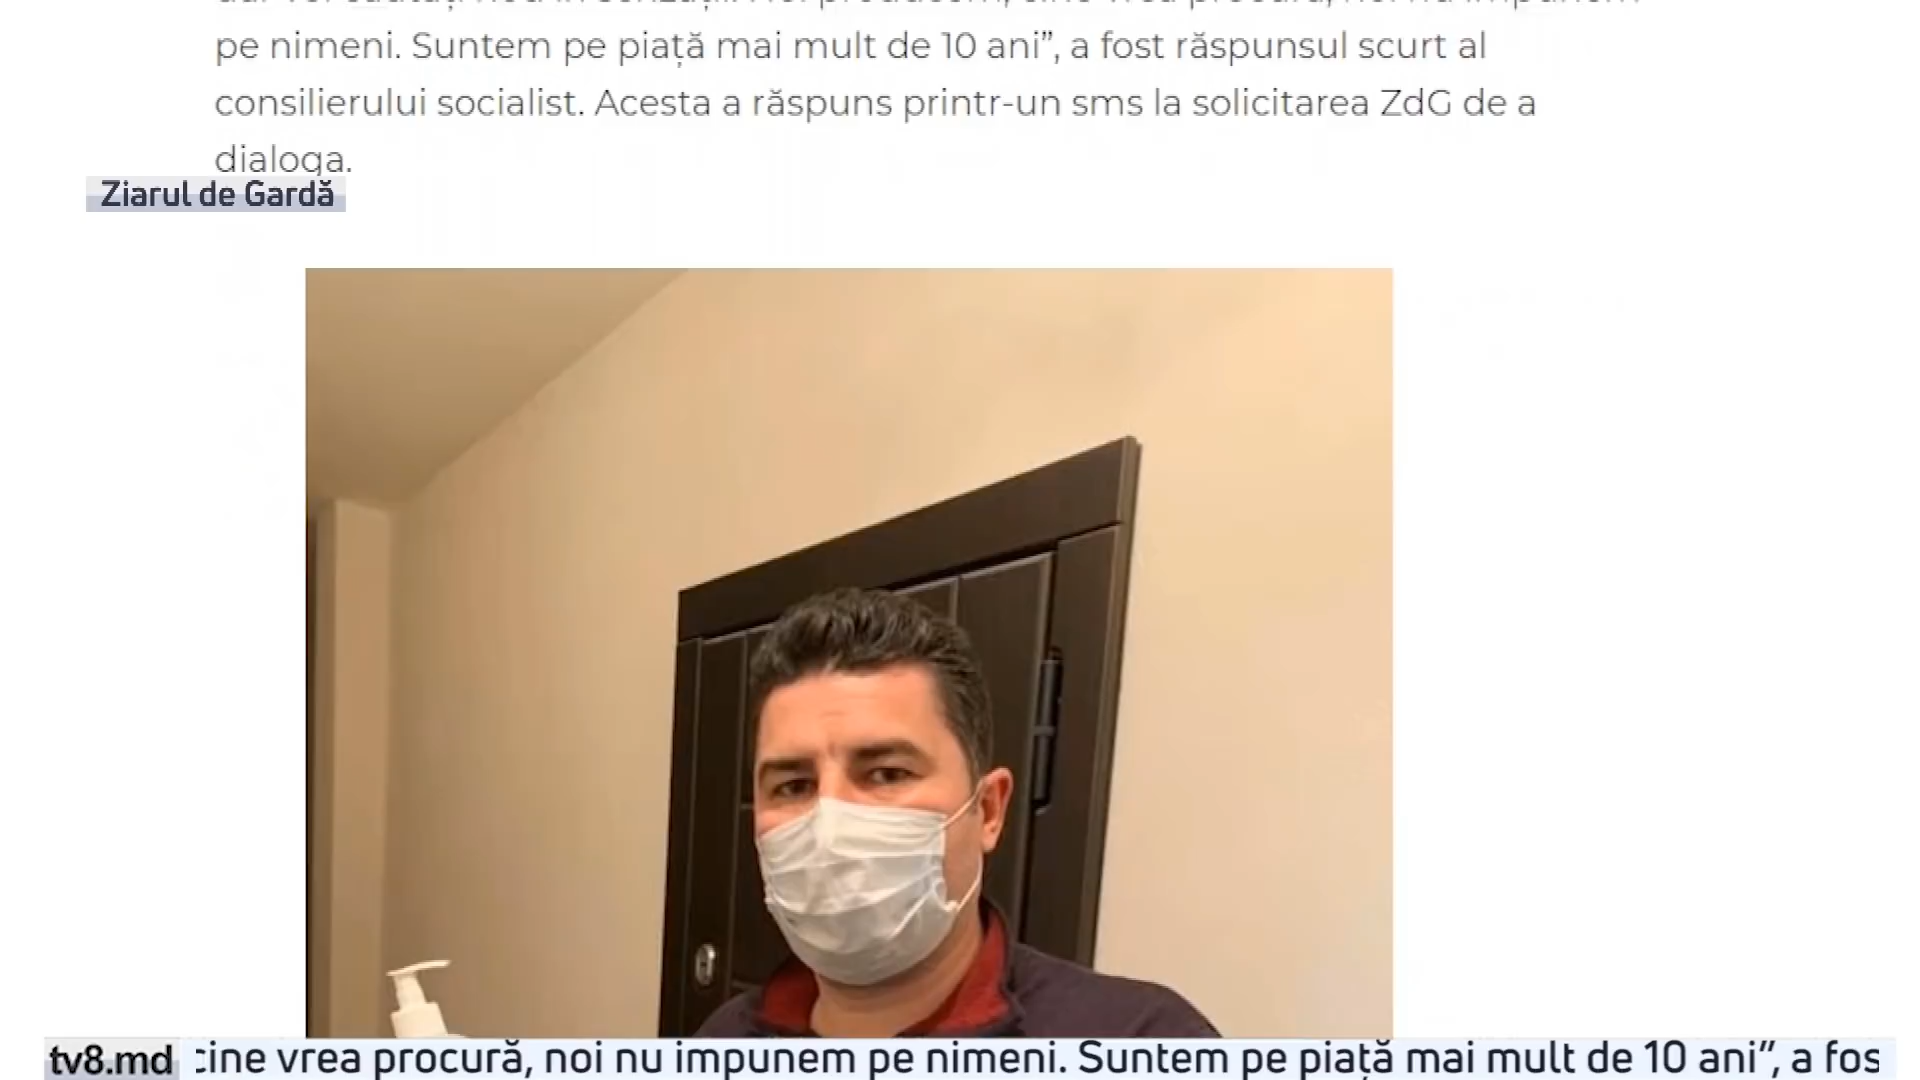 pe nimeni. Suntem pe piață mai mult de 10 ani”, a fost răspunsul scurt al
consilierului socialist. Acesta a răspuns printr-un sms la solicitarea ZdG de a
dialoga.
Ziarul de Gardă
tv8.md cine vrea procură, noi nu impunem pe nimeni. Suntem pe piață mai mult de 10 ani”, a fos